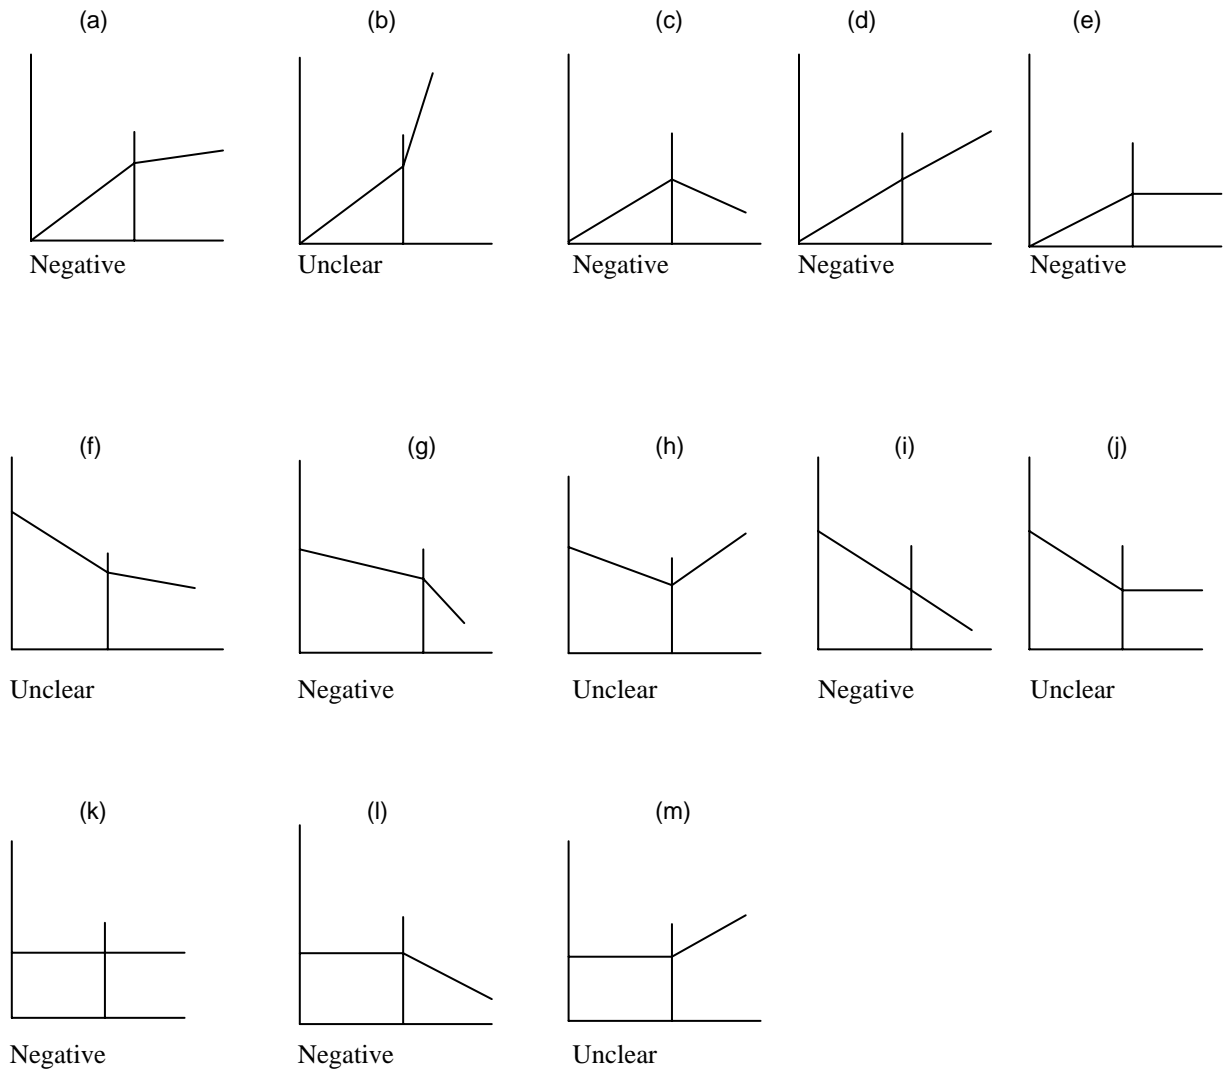 (a) (b) (c) (d) (e)
Negative Unclear Negative Negative Negative
(f) (g) (h) (i) (j)
Unclear Negative Unclear Negative Unclear
(k) (l) (m)
Negative Negative Unclear